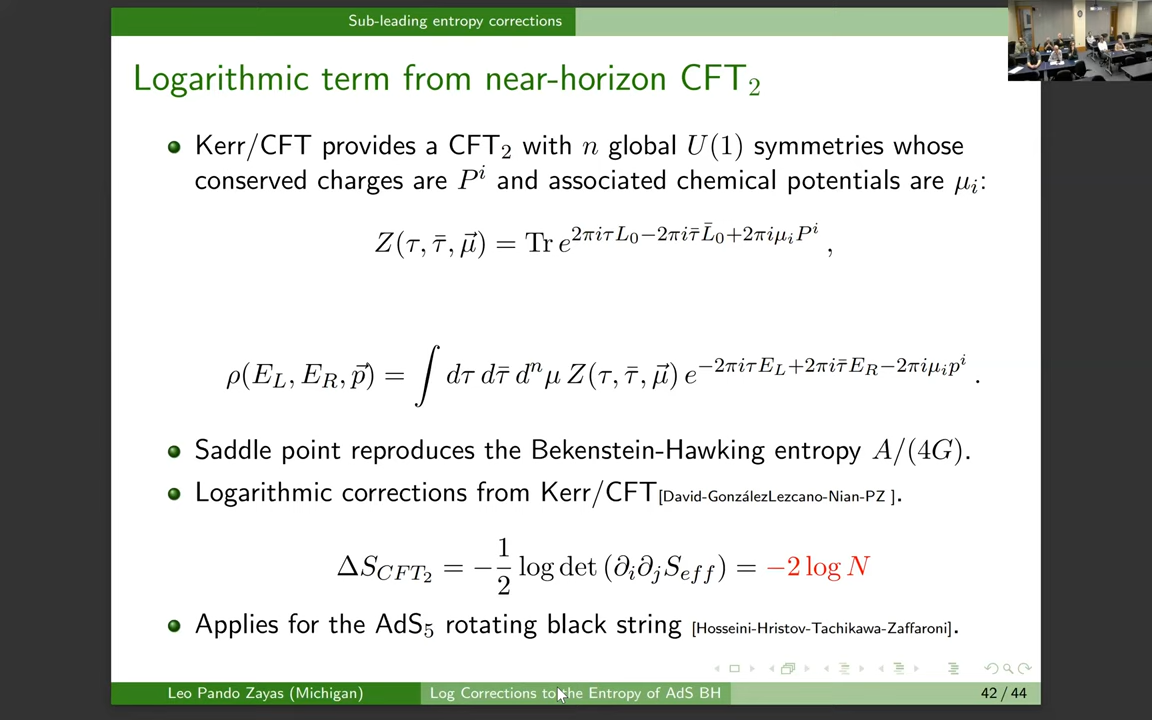 Sub-leading entropy corrections
Logarithmic term from near-horizon CFT₂
Kerr/CFT provides a CFT₂ with n global U(1) symmetries whose
conserved charges are Pⁱ and associated chemical potentials are μᵢ:
Z(τ, τ̄, μ⃗) = Tr e^{2πiτL₀−2πiτ̄L̄₀+2πiμᵢPⁱ} ,
ρ(E_L, E_R, p⃗) = ∫ dτ dτ̄ dⁿμ Z(τ, τ̄, μ⃗) e^{−2πiτE_L+2πiτ̄E_R−2πiμᵢpⁱ} .
Saddle point reproduces the Bekenstein-Hawking entropy A/(4G).
Logarithmic corrections from Kerr/CFT[David-GonzálezLezcano-Nian-PZ ].
ΔS_{CFT₂} = −1/2 log det (∂ᵢ∂ⱼS_{eff}) = −2 log N
Applies for the AdS₅ rotating black string [Hosseini-Hristov-Tachikawa-Zaffaroni].
Leo Pando Zayas (Michigan) Log Corrections to the Entropy of AdS BH 42 / 44